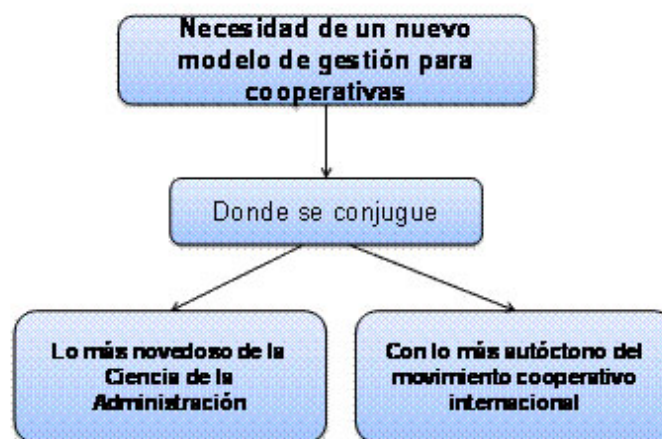 Necesidad de un nuevo
modelo de gestión para
cooperativas
Donde se conjugue
Lo más novedoso de la
Ciencia de la
Administración
Con lo más autóctono del
movimiento cooperativo
internacional